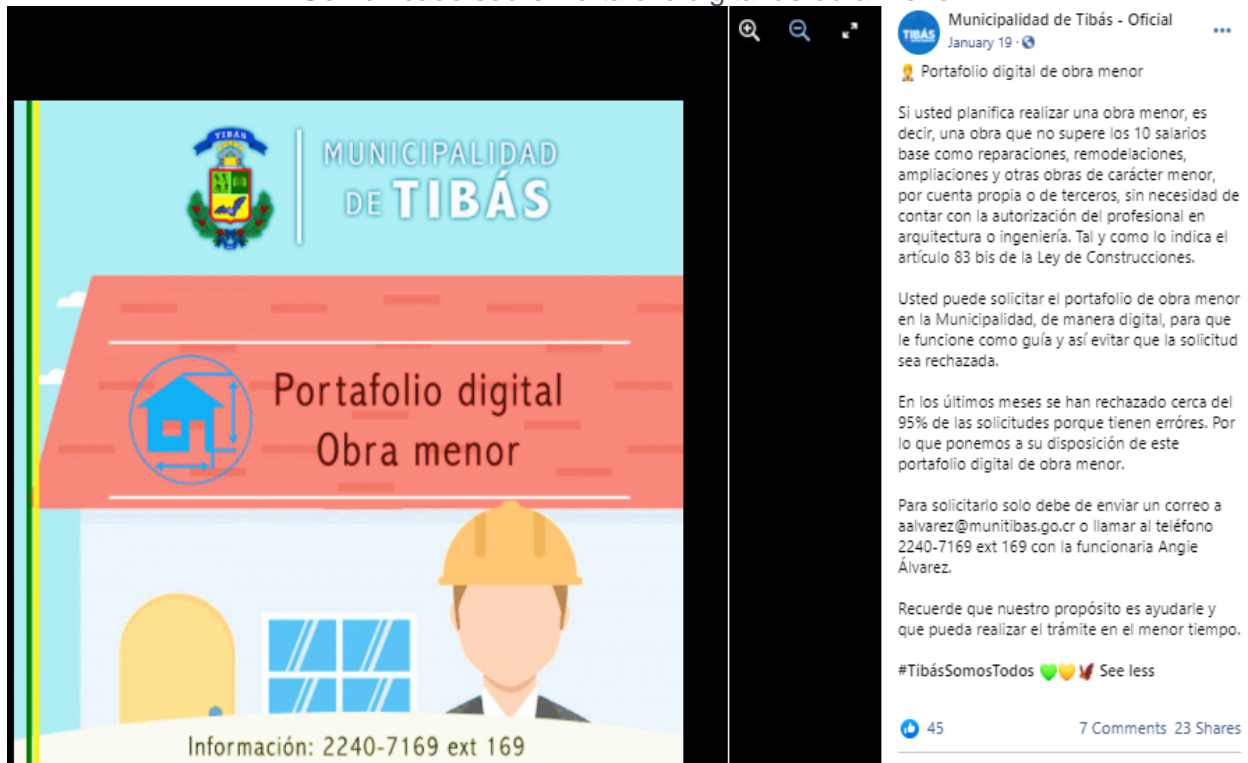 TIBÁS
MUNICIPALIDAD
DE TIBÁS
Portafolio digital
Obra menor
Información: 2240-7169 ext 169
TIBÁS
Municipalidad de Tibás - Oficial
January 19
Portafolio digital de obra menor
Si usted planifica realizar una obra menor, es
decir, una obra que no supere los 10 salarios
base como reparaciones, remodelaciones,
ampliaciones y otras obras de carácter menor,
por cuenta propia o de terceros, sin necesidad de
contar con la autorización del profesional en
arquitectura o ingeniería. Tal y como lo indica el
artículo 83 bis de la Ley de Construcciones.
Usted puede solicitar el portafolio de obra menor
en la Municipalidad, de manera digital, para que
le funcione como guía y así evitar que la solicitud
sea rechazada.
En los últimos meses se han rechazado cerca del
95% de las solicitudes porque tienen erróres. Por
lo que ponemos a su disposición de este
portafolio digital de obra menor.
Para solicitarlo solo debe de enviar un correo a
aalvarez@munitibas.go.cr o llamar al teléfono
2240-7169 ext 169 con la funcionaria Angie
Álvarez.
Recuerde que nuestro propósito es ayudarle y
que pueda realizar el trámite en el menor tiempo.
#TibásSomosTodos 💚💛 See less
45
7 Comments 23 Shares